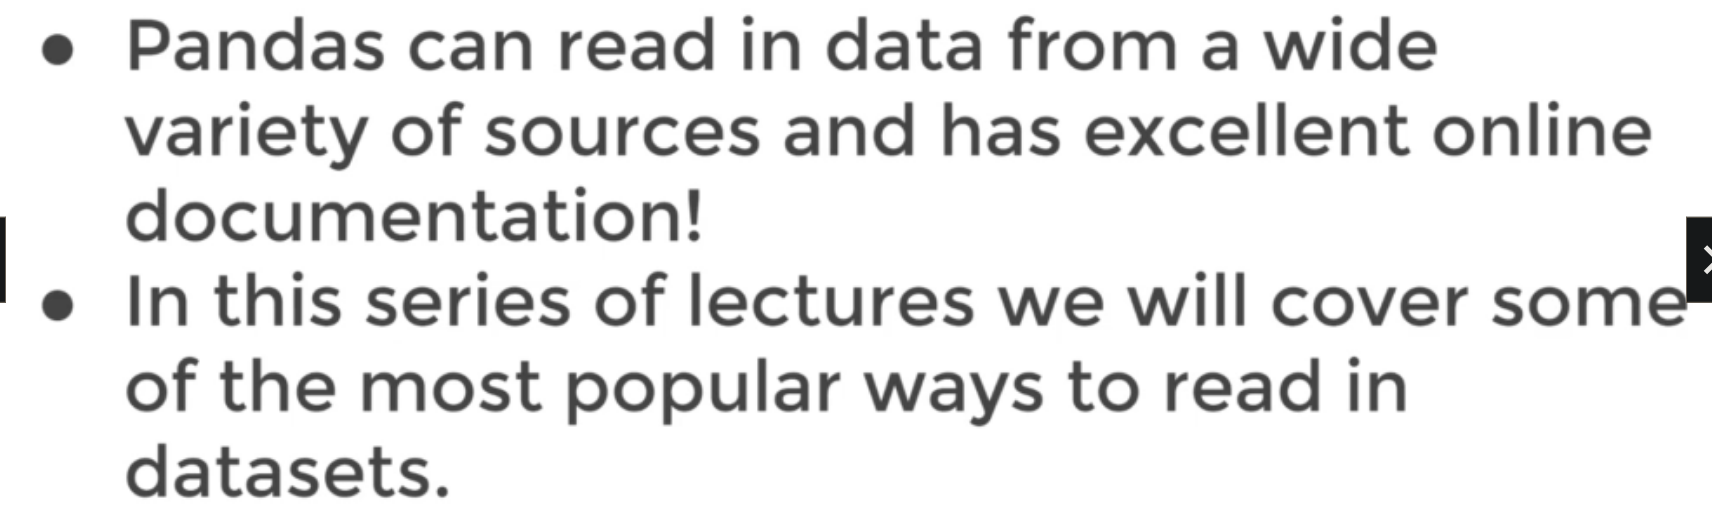 ● Pandas can read in data from a wide
variety of sources and has excellent online
documentation!
● In this series of lectures we will cover some
of the most popular ways to read in
datasets.